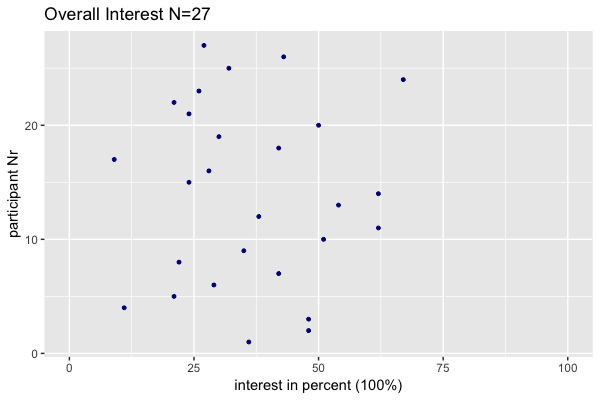 Overall Interest N=27
participant Nr
20
10
0
0 25 50 75 100
interest in percent (100%)